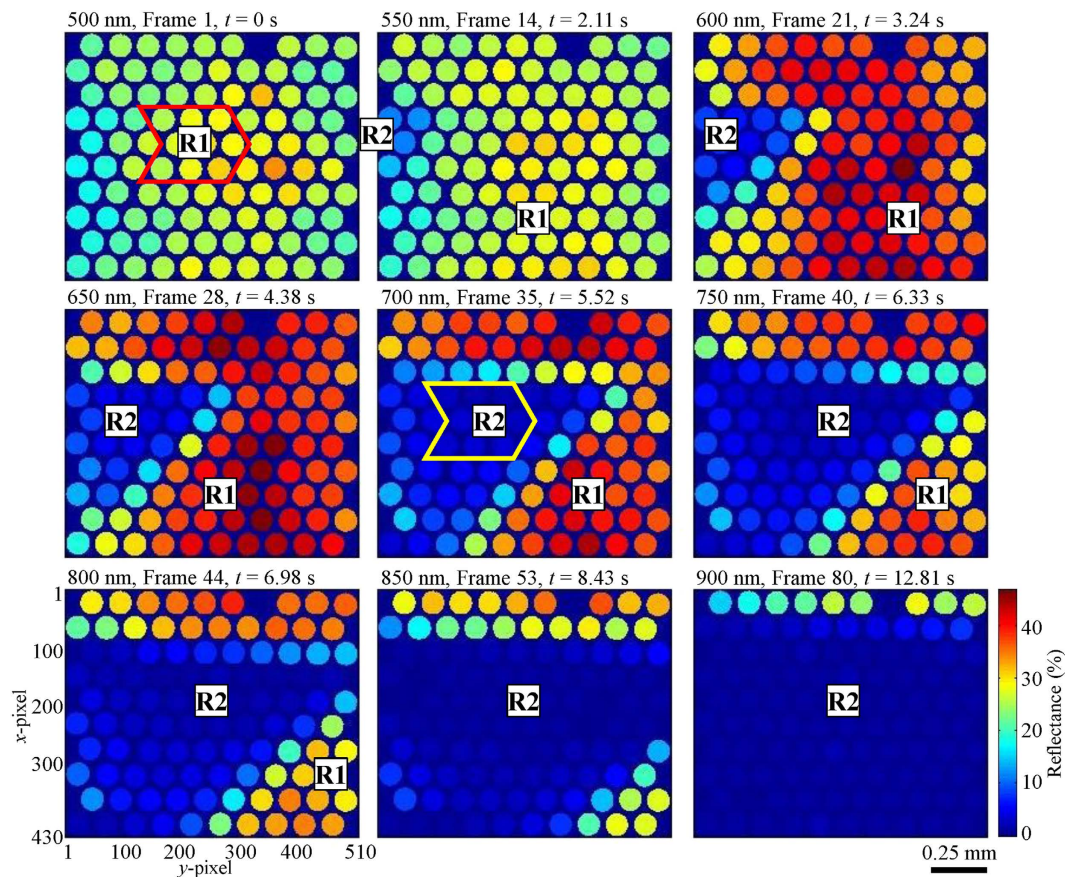 500 nm, Frame 1, t = 0 s
550 nm, Frame 14, t = 2.11 s
600 nm, Frame 21, t = 3.24 s
R1
R2
R1
R2
R1
650 nm, Frame 28, t = 4.38 s
700 nm, Frame 35, t = 5.52 s
750 nm, Frame 40, t = 6.33 s
R2
R1
R2
R1
R2
R1
800 nm, Frame 44, t = 6.98 s
850 nm, Frame 53, t = 8.43 s
900 nm, Frame 80, t = 12.81 s
1
100
200
300
430
x-pixel
R2
R1
R2
R2
1 100 200 300 400 510
y-pixel
40
30
20
10
0
Reflectance (%)
0.25 mm